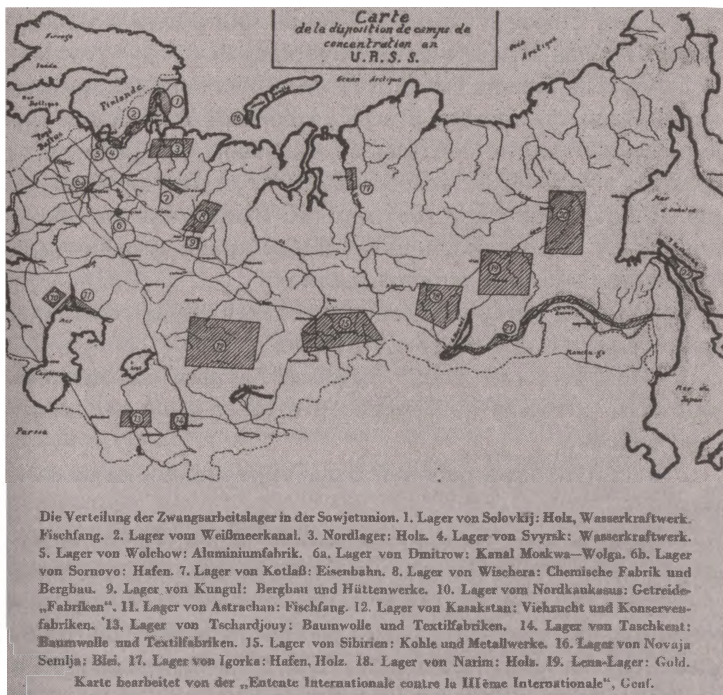 Carte
de la disposition de camps de
concentration en
U.R.S.S.
Océan Arctique
Finlande
Mer
Baltique
Persse
Mer du
Japon
Die Verteilung der Zwangsarbeitslager in der Sowjetunion. 1. Lager von Solovkij: Holz, Wasserkraftwerk.
Fischfang. 2. Lager vom Weißmeerkanal. 3. Nordlager: Holz. 4. Lager von Svyrsk: Wasserkraftwerk.
5. Lager von Wolchow: Aluminiumfabrik. 6a. Lager von Dmitrow: Kanal Moskwa—Wolga. 6b. Lager
von Sornovo: Hafen. 7. Lager von Kotlaß: Eisenbahn. 8. Lager von Wischera: Chemische Fabrik und
Bergbau. 9. Lager von Kungul: Bergbau und Hüttenwerke. 10. Lager vom Nordkaukasus: Getreide-
„Fabriken". 11. Lager von Astrachan: Fischfang. 12. Lager von Kasakstan: Viehzucht und Konserven-
fabriken. 13. Lager von Tschardjouy: Baumwolle und Textilfabriken. 14. Lager von Taschkent:
Baumwolle und Textilfabriken. 15. Lager von Sibirien: Kohle und Metallwerke. 16. Lager von Novaja
Semlja: Blei. 17. Lager von Igorka: Hafen, Holz. 18. Lager von Narim: Holz. 19. Lena-Lager: Gold.
Karte bearbeitet von der „Entente Internationale contre la IIIème Internationale", Genf.